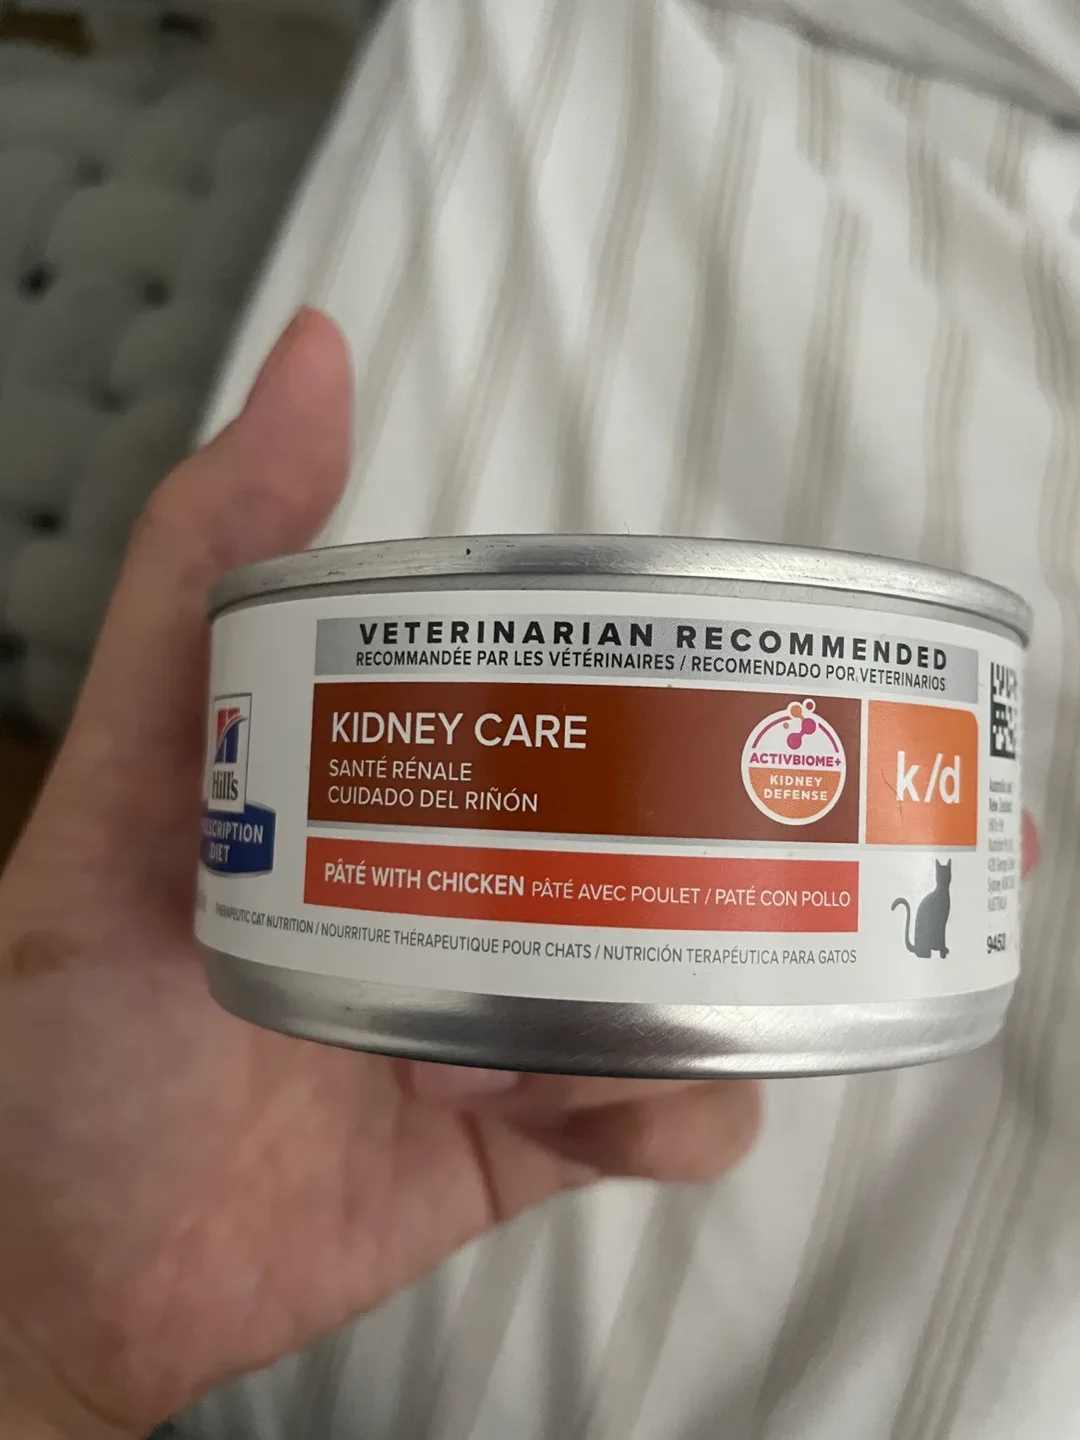 VETERINARIAN RECOMMENDED
RECOMMANDÉE PAR LES VÉTÉRINAIRES / RECOMENDADO POR VETERINARIOS
Hill's
DIET
KIDNEY CARE
SANTÉ RÉNALE
CUIDADO DEL RIÑÓN
ACTIVBIOME+
KIDNEY
DEFENSE
k/d
PÂTÉ WITH CHICKEN PÂTÉ AVEC POULET / PATÉ CON POLLO
THERAPEUTIC CAT NUTRITION / NOURRITURE THÉRAPEUTIQUE POUR CHATS / NUTRICIÓN TERAPÉUTICA PARA GATOS